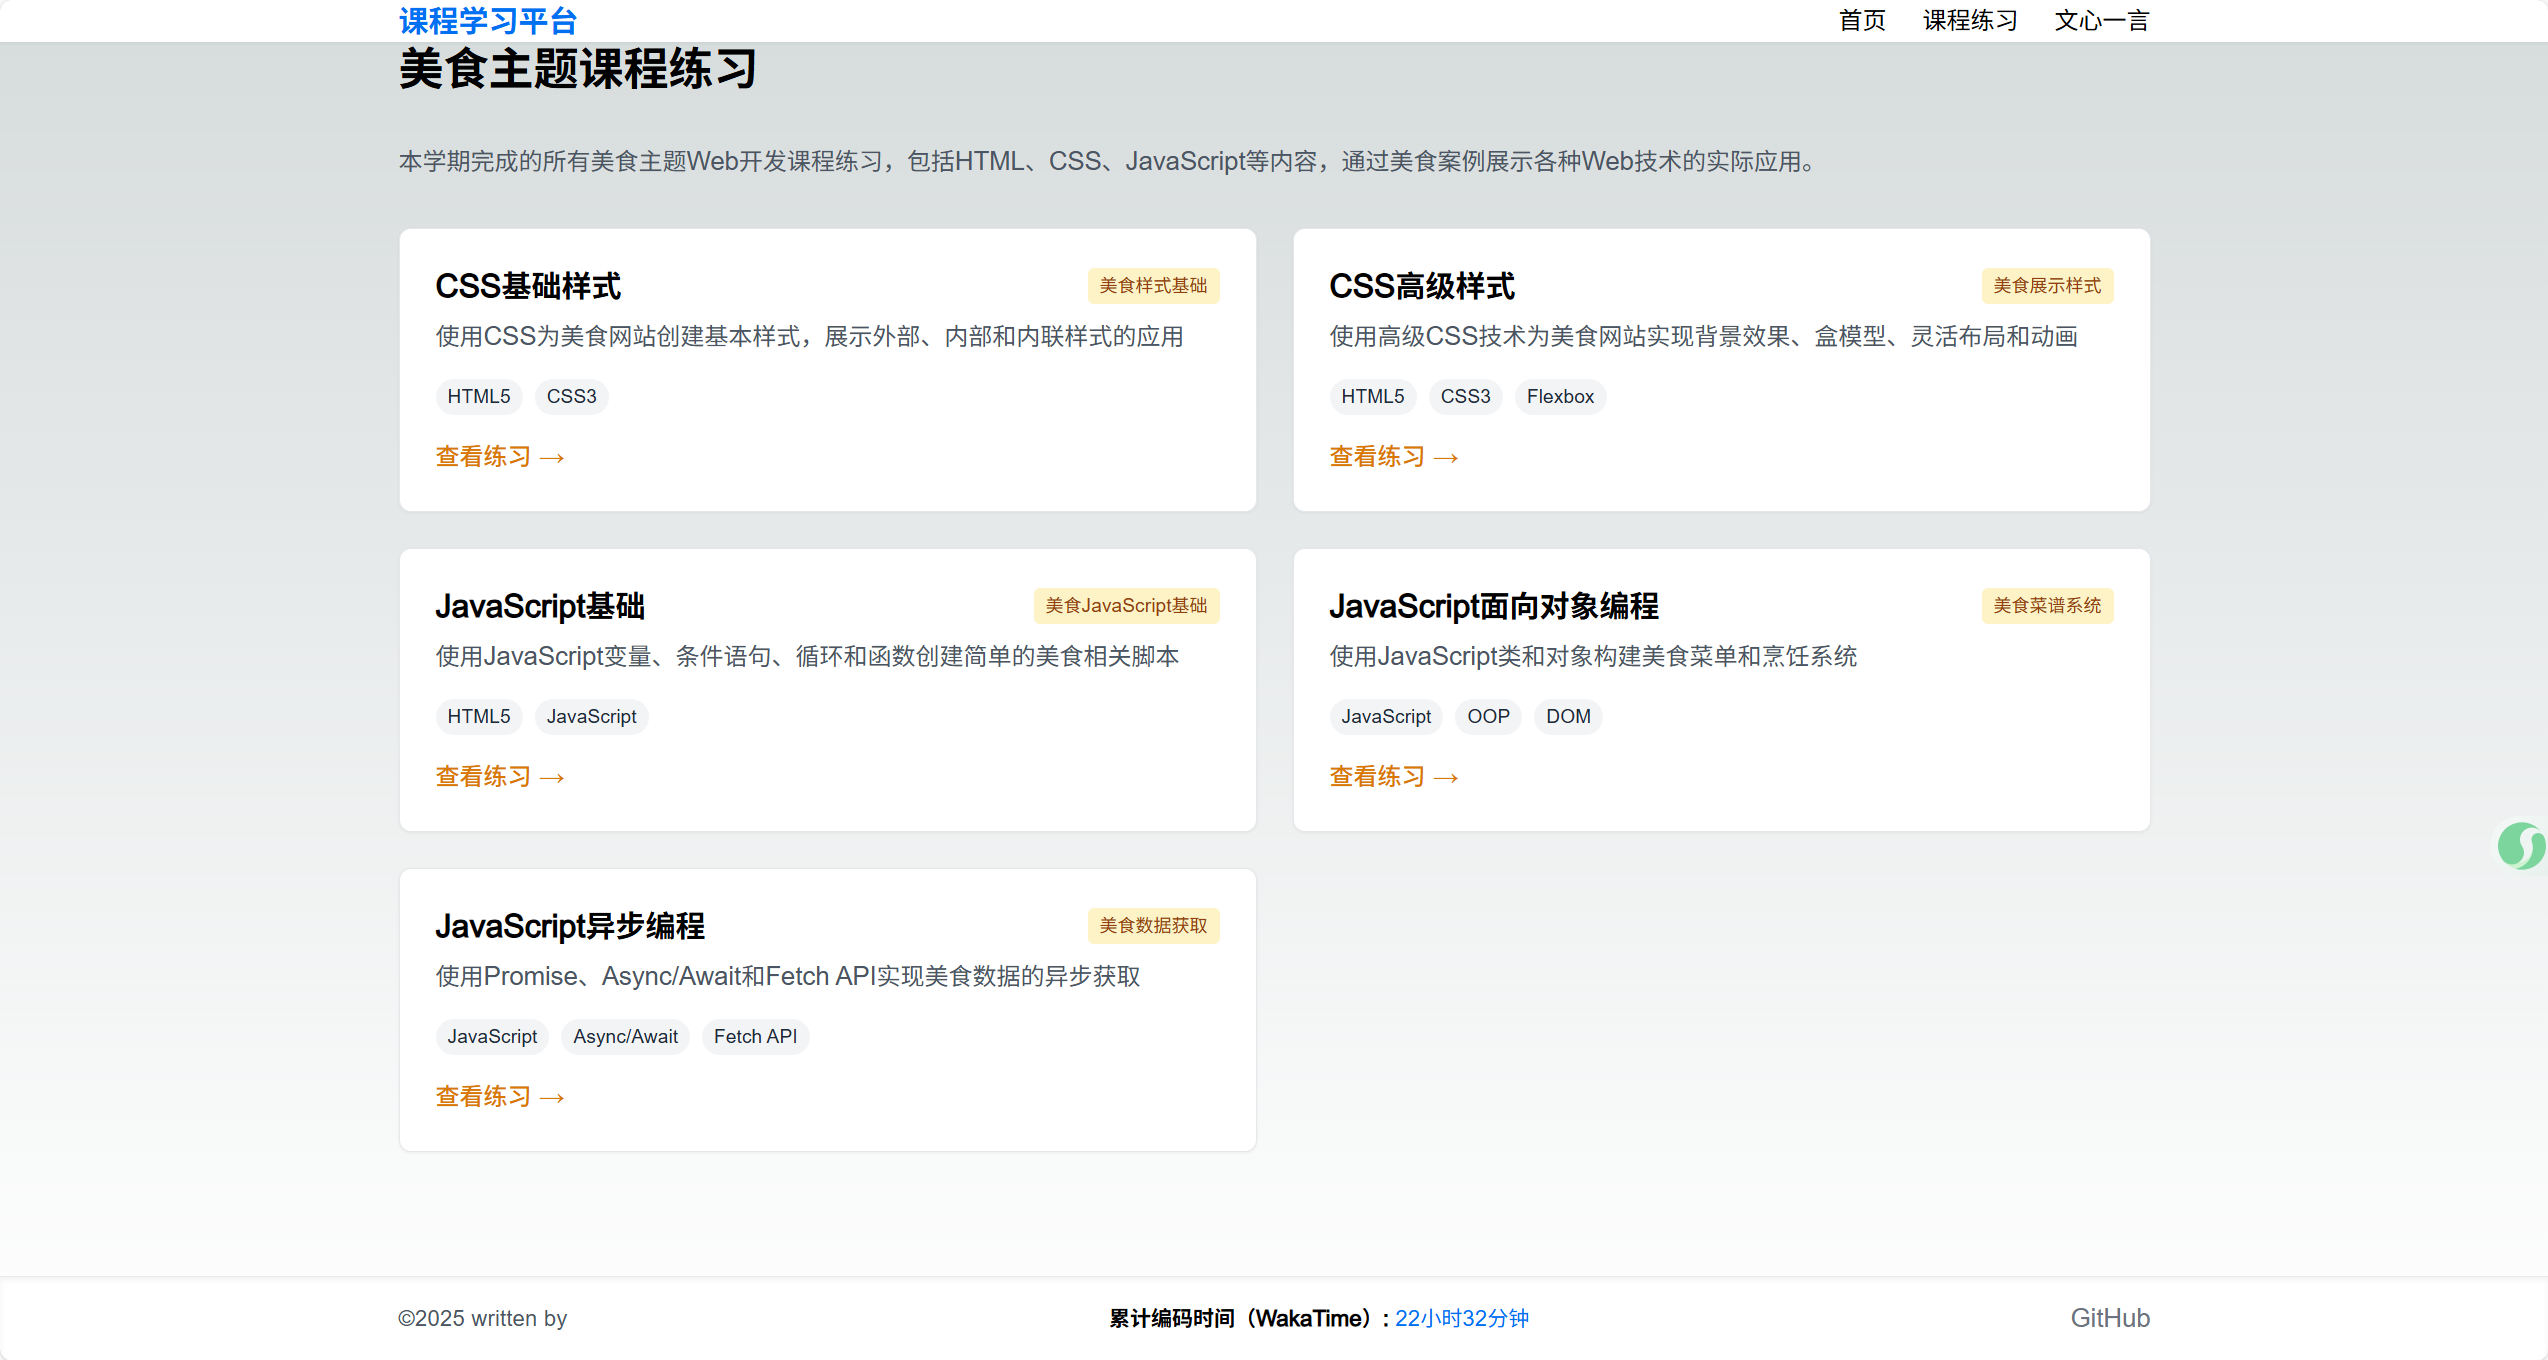 课程学习平台
首页 课程练习 文心一言
美食主题课程练习
本学期完成的所有美食主题Web开发课程练习，包括HTML、CSS、JavaScript等内容，通过美食案例展示各种Web技术的实际应用。
CSS基础样式 美食样式基础
使用CSS为美食网站创建基本样式，展示外部、内部和内联样式的应用
HTML5 CSS3
查看练习 →
CSS高级样式 美食展示样式
使用高级CSS技术为美食网站实现背景效果、盒模型、灵活布局和动画
HTML5 CSS3 Flexbox
查看练习 →
JavaScript基础 美食JavaScript基础
使用JavaScript变量、条件语句、循环和函数创建简单的美食相关脚本
HTML5 JavaScript
查看练习 →
JavaScript面向对象编程 美食菜谱系统
使用JavaScript类和对象构建美食菜单和烹饪系统
JavaScript OOP DOM
查看练习 →
JavaScript异步编程 美食数据获取
使用Promise、Async/Await和Fetch API实现美食数据的异步获取
JavaScript Async/Await Fetch API
查看练习 →
©2025 written by
累计编码时间（WakaTime）: 22小时32分钟
GitHub